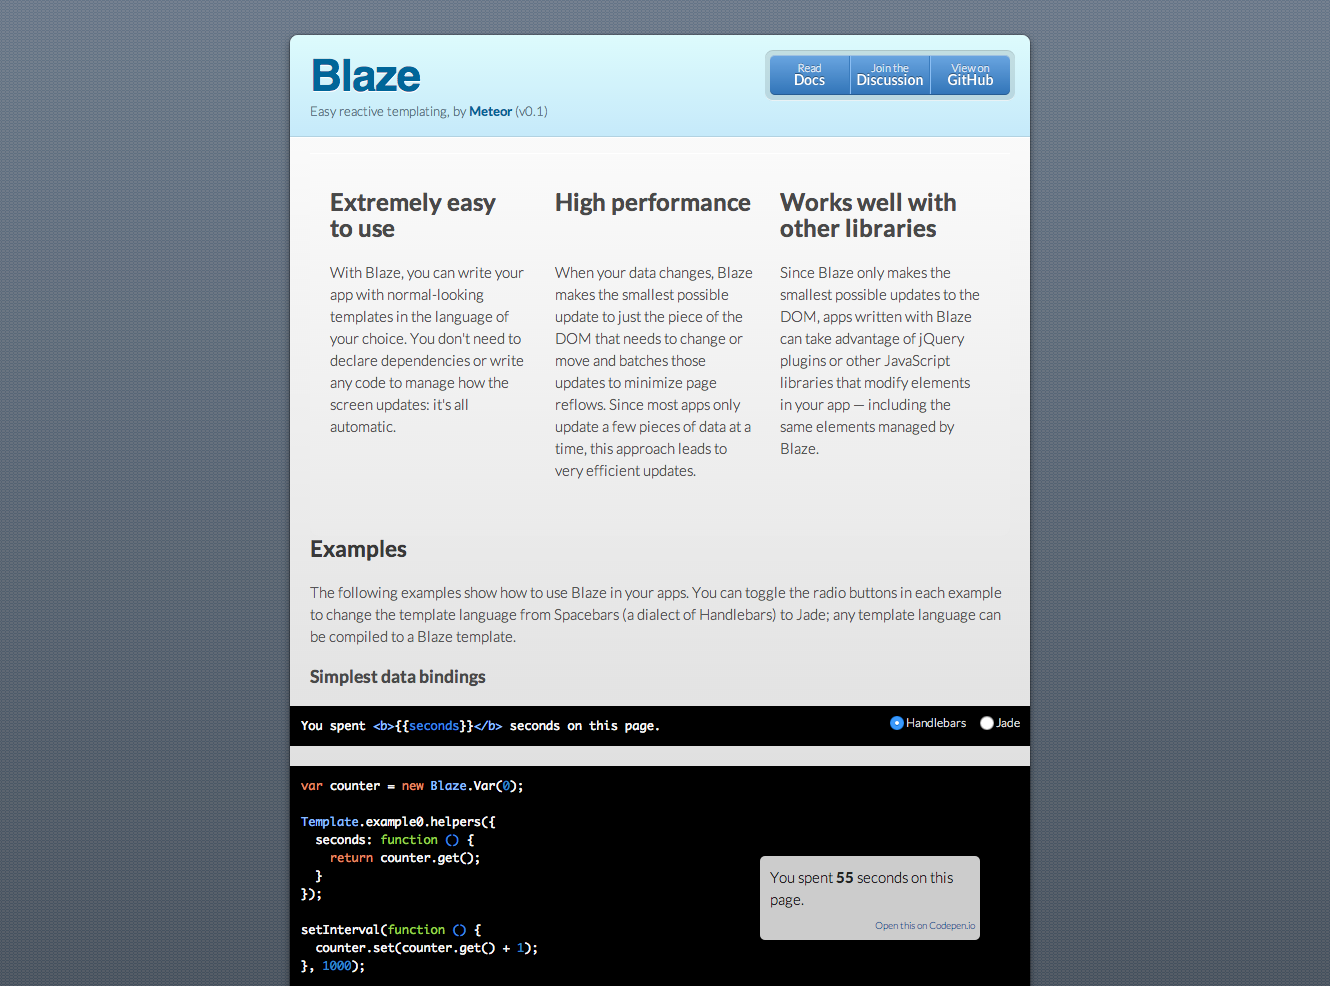 Blaze
Easy reactive templating, by Meteor (v0.1)
Read
Docs
Join the
Discussion
View on
GitHub
Extremely easy
to use
With Blaze, you can write your
app with normal-looking
templates in the language of
your choice. You don't need to
declare dependencies or write
any code to manage how the
screen updates: it's all
automatic.
High performance
When your data changes, Blaze
makes the smallest possible
update to just the piece of the
DOM that needs to change or
move and batches those
updates to minimize page
reflows. Since most apps only
update a few pieces of data at a
time, this approach leads to
very efficient updates.
Works well with
other libraries
Since Blaze only makes the
smallest possible updates to the
DOM, apps written with Blaze
can take advantage of jQuery
plugins or other JavaScript
libraries that modify elements
in your app — including the
same elements managed by
Blaze.
Examples
The following examples show how to use Blaze in your apps. You can toggle the radio buttons in each example
to change the template language from Spacebars (a dialect of Handlebars) to Jade; any template language can
be compiled to a Blaze template.
Simplest data bindings
You spent <b>{{seconds}}</b> seconds on this page.
Handlebars
Jade
var counter = new Blaze.Var(0);
Template.example0.helpers({
  seconds: function () {
    return counter.get();
  }
});
setInterval(function () {
  counter.set(counter.get() + 1);
}, 1000);
You spent 55 seconds on this
page.
Open this on Codepen.io